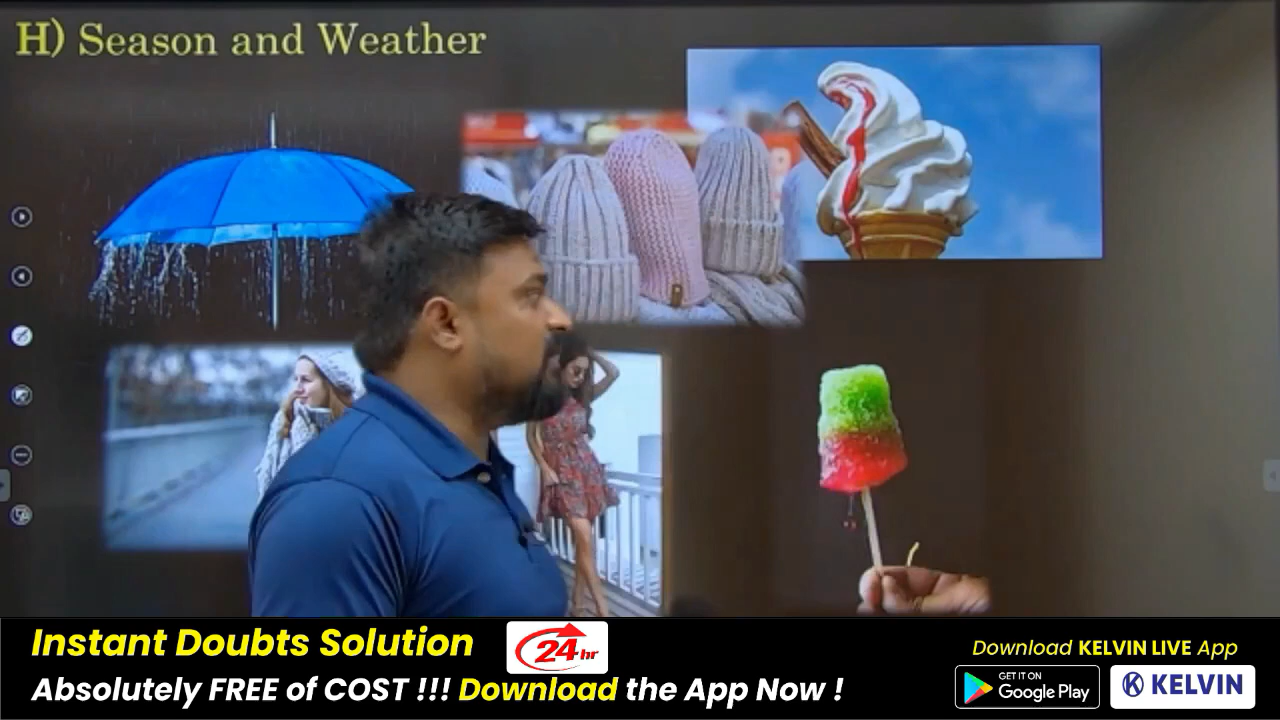 H) Season and Weather
Instant Doubts Solution
24hr
Absolutely FREE of COST !!! Download the App Now !
Download KELVIN LIVE App
GET IT ON
Google Play
K KELVIN